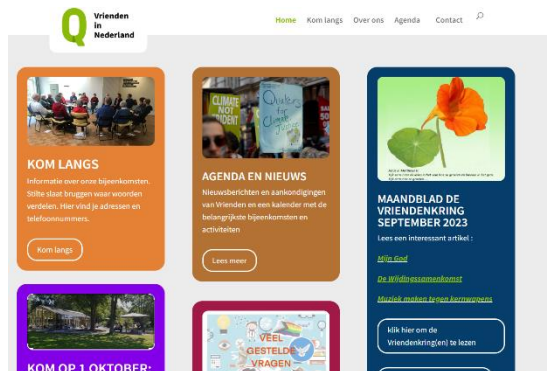 Q
Vrienden
in
Nederland
Home Kom langs Over ons Agenda Contact
KOM LANGS
Informatie over onze bijeenkomsten.
Stilte slaat bruggen waar woorden
verdelen. Hier vind je adressen en
telefoonnummers.
Kom langs
KOM OP 1 OKTOBER:
CLIMATE
NOT
Quakers
for
Climate
Justice
AGENDA EN NIEUWS
Nieuwsberichten en aankondigingen
van Vrienden en een kalender met de
belangrijkste bijeenkomsten en
activiteiten
Lees meer
VEEL
GESTELDE
VRAGEN
MAANDBLAD DE
VRIENDENKRING
SEPTEMBER 2023
Lees een interessant artikel :
Mijn God
De Wijdingssamenkomst
Muziek maken tegen kernwapens
klik hier om de
Vriendenkring(en) te lezen